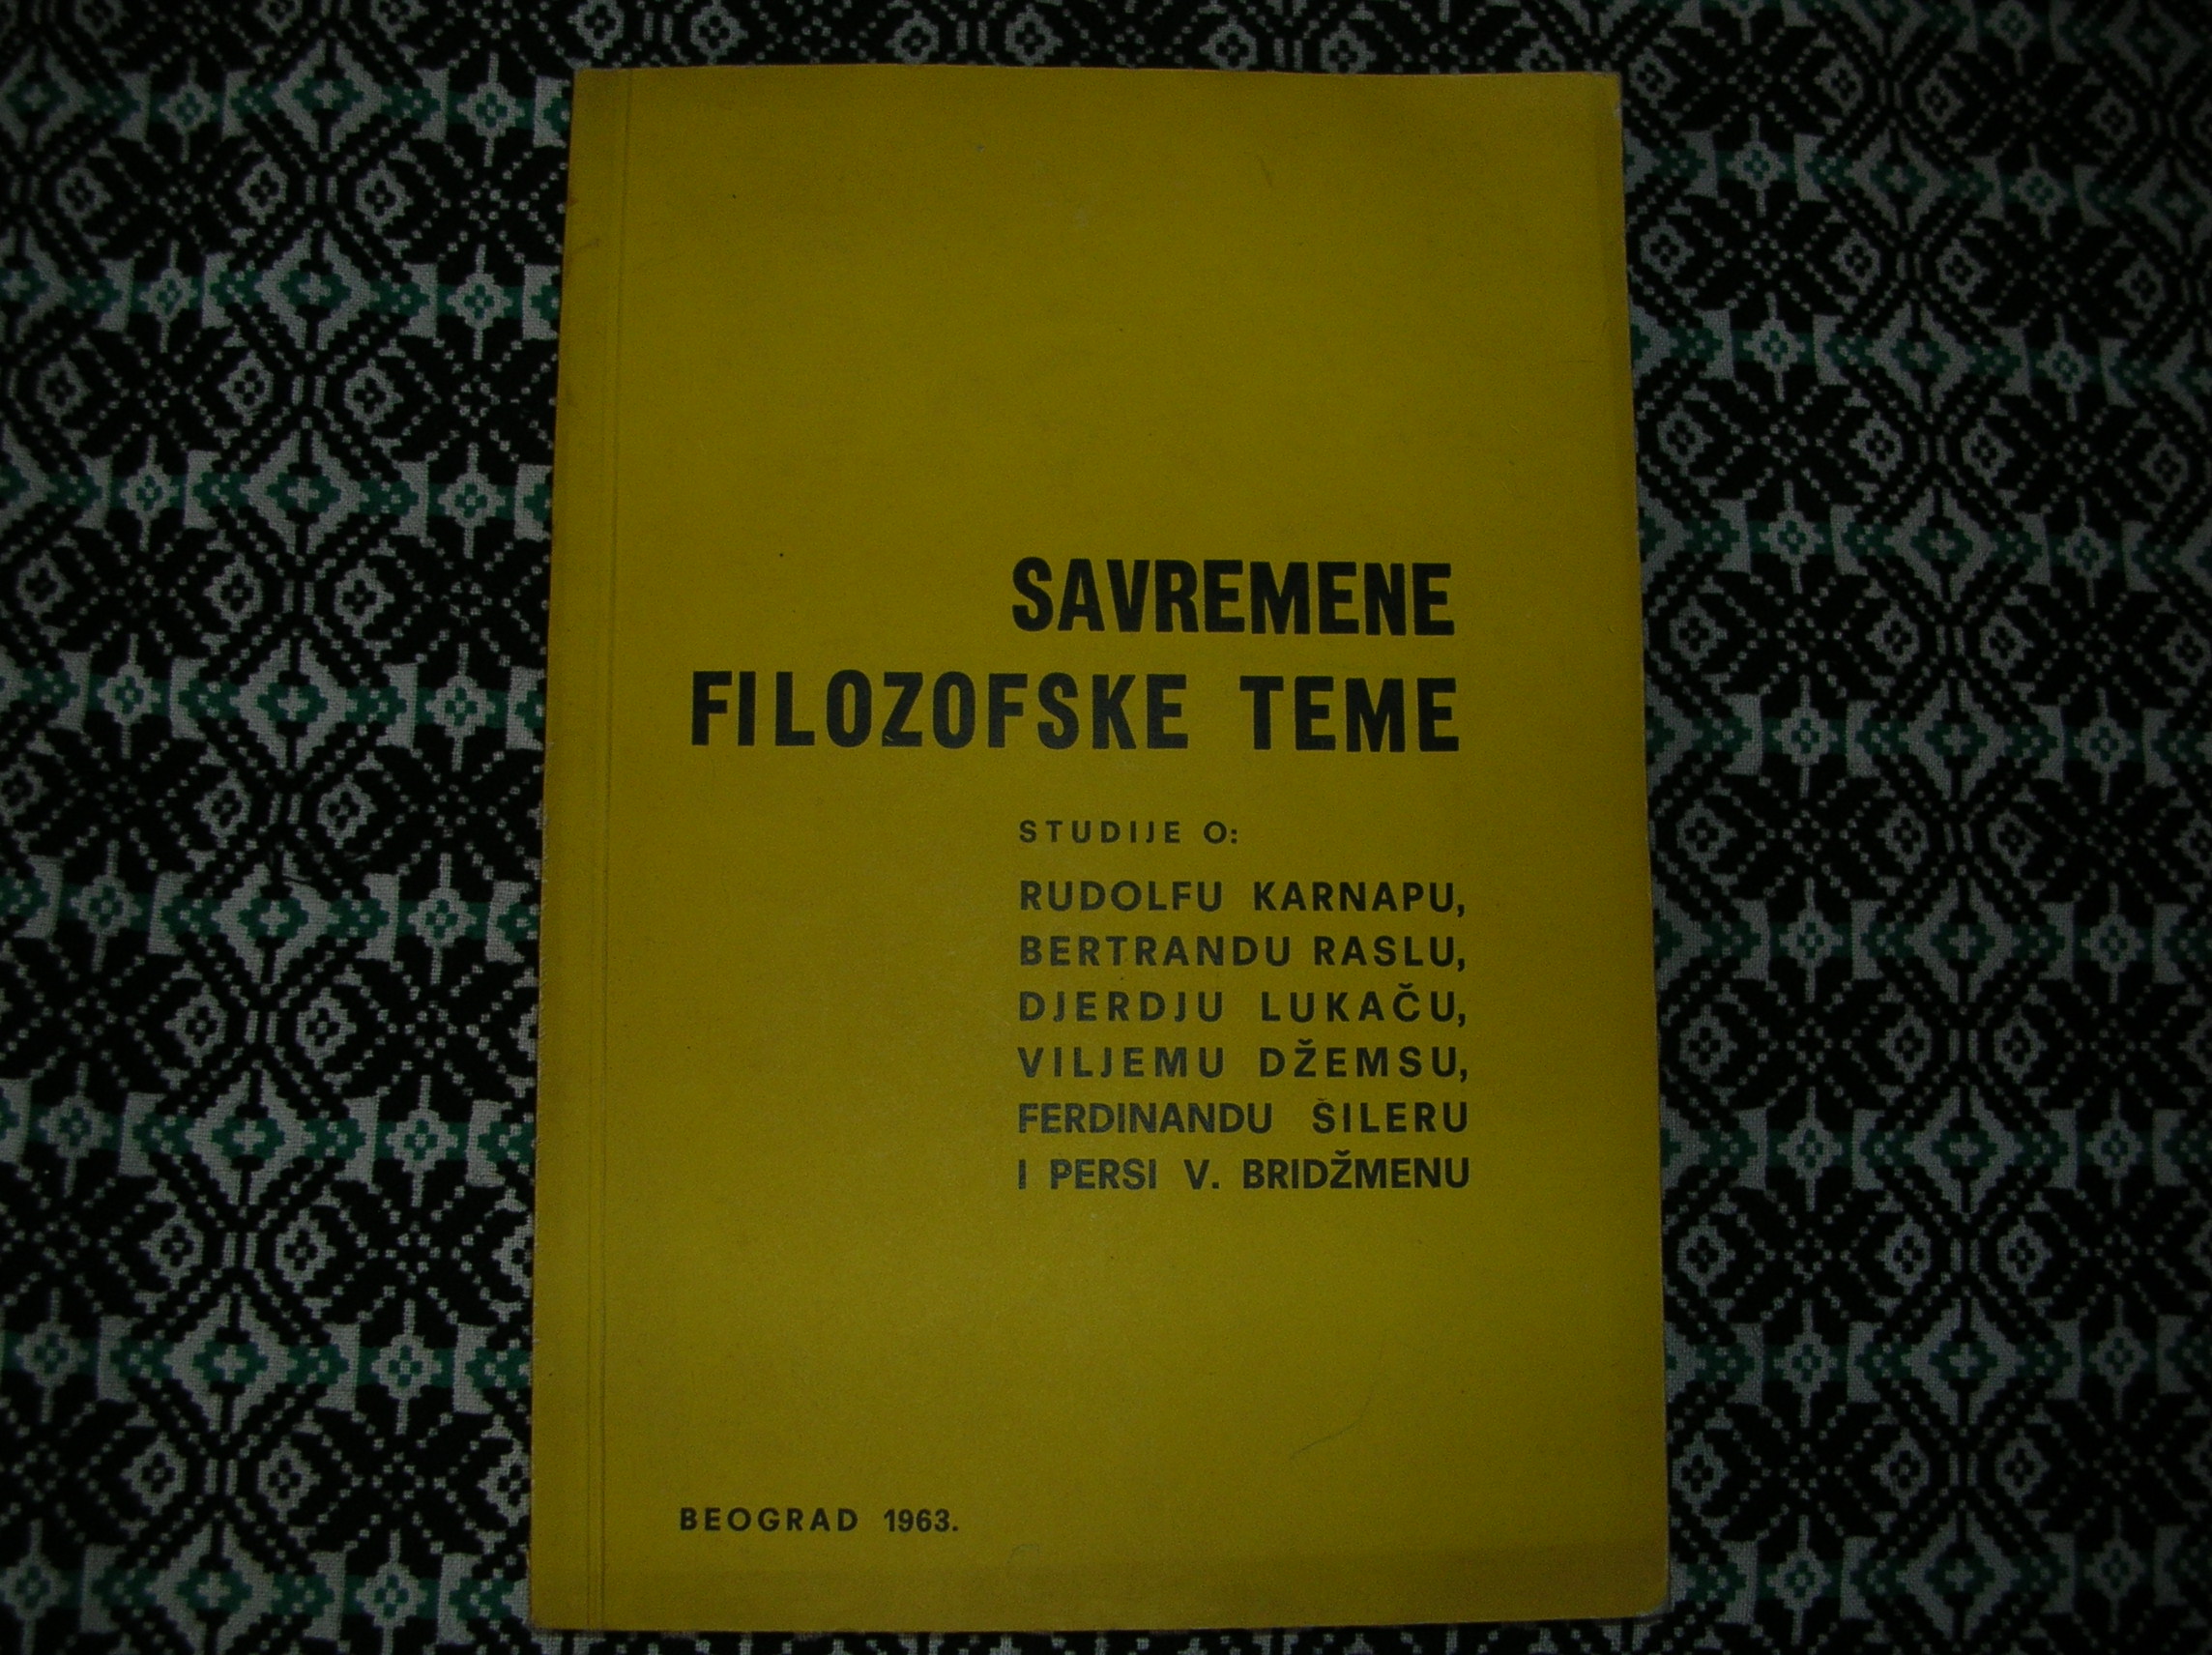 SAVREMENE
FILOZOFSKE TEME
STUDIJE O:
RUDOLFU KARNAPU,
BERTRANDU RASLU,
DJERDJU LUKAČU,
VILJEMU DŽEMSU,
FERDINANDU ŠILERU
I PERSI V. BRIDŽMENU
BEOGRAD 1963.